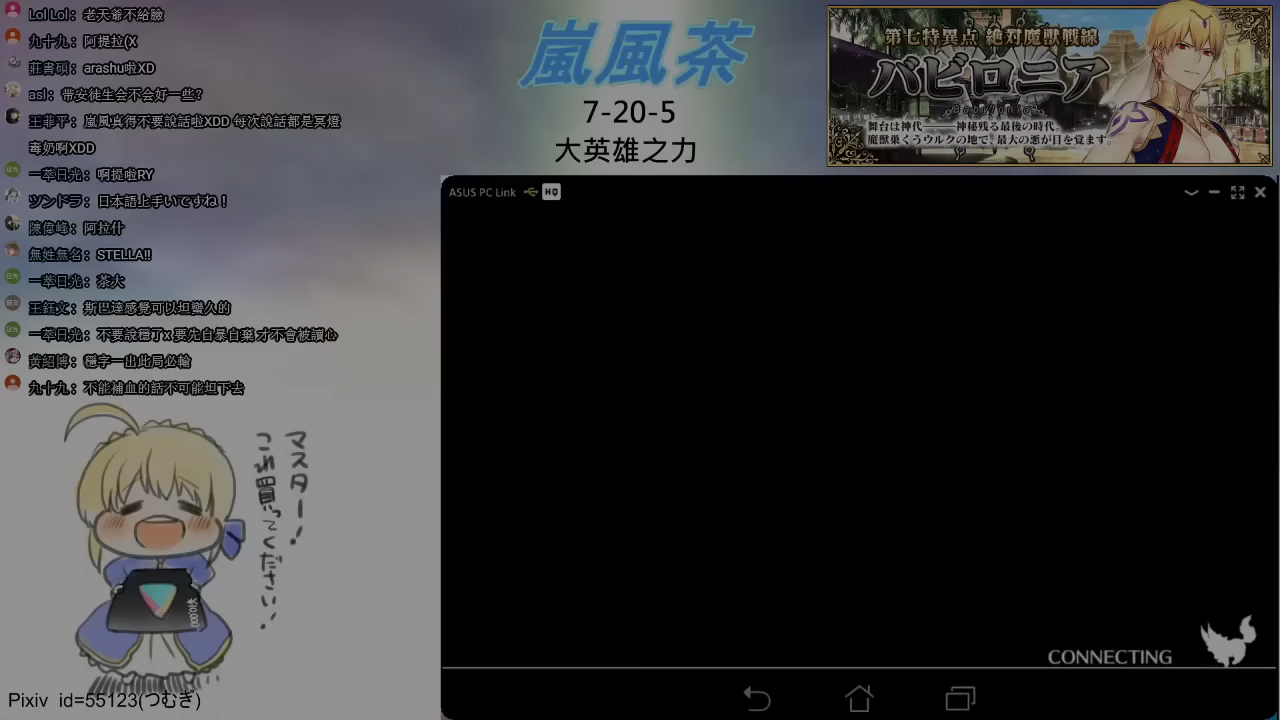 Lol Lol: 老天爺不給臉
九十九: 阿提拉(X
莊書碩: arashu啦XD
asl: 带安徒生会不会好一些?
王菲平: 嵐風真得不要說話啦XDD 每次說話都是冥燈
毒奶啊XDD
一莘日光: 啊提啦RY
ツンドラ: 日本語上手いですね!
陳偉峰: 阿拉什
無姓無名: STELLA!!
一莘日光: 茶大
王鈺文: 斯巴達感覺可以坦蠻久的
一莘日光: 不要說穩了x 要先自暴自棄 才不會被讀心
黃紹博: 穩字一出此局必輸
九十九: 不能補血的話不可能坦下去
マスター!
これ買ってください!
Pixiv id=55123(つむぎ)
嵐風茶
7-20-5
大英雄之力
第七特異点 絶対魔獣戦線
バビロニア
Babylonia
舞台は神代——神秘残る最後の時代。
魔獣巣くうウルクの地で、最大の悪が目を覚ます。
ASUS PC Link HQ
CONNECTING